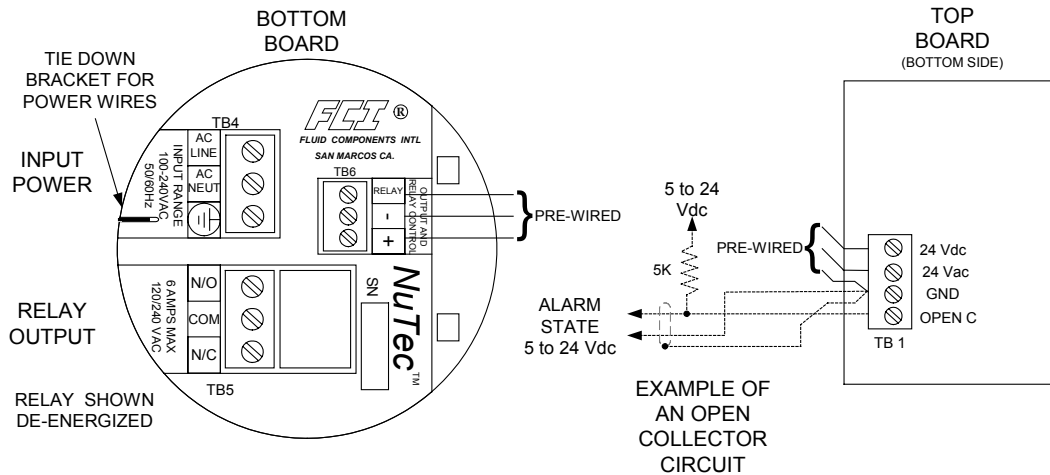 BOTTOM
BOARD
TIE DOWN
BRACKET FOR
POWER WIRES
INPUT
POWER
TB4
AC
LINE
AC
NEUT
INPUT RANGE
100-240VAC
50/60Hz
FCI ®
FLUID COMPONENTS INTL
SAN MARCOS CA.
TB6
RELAY
-
+
OUTPUT AND
RELAY CONTROL
PRE-WIRED
RELAY
OUTPUT
6 AMPS MAX
120/240 VAC
N/O
COM
N/C
TB5
SN
NuTec™
RELAY SHOWN
DE-ENERGIZED
TOP
BOARD
(BOTTOM SIDE)
5 to 24
Vdc
5K
PRE-WIRED
24 Vdc
24 Vac
GND
OPEN C
TB 1
ALARM
STATE
5 to 24 Vdc
EXAMPLE OF
AN OPEN
COLLECTOR
CIRCUIT